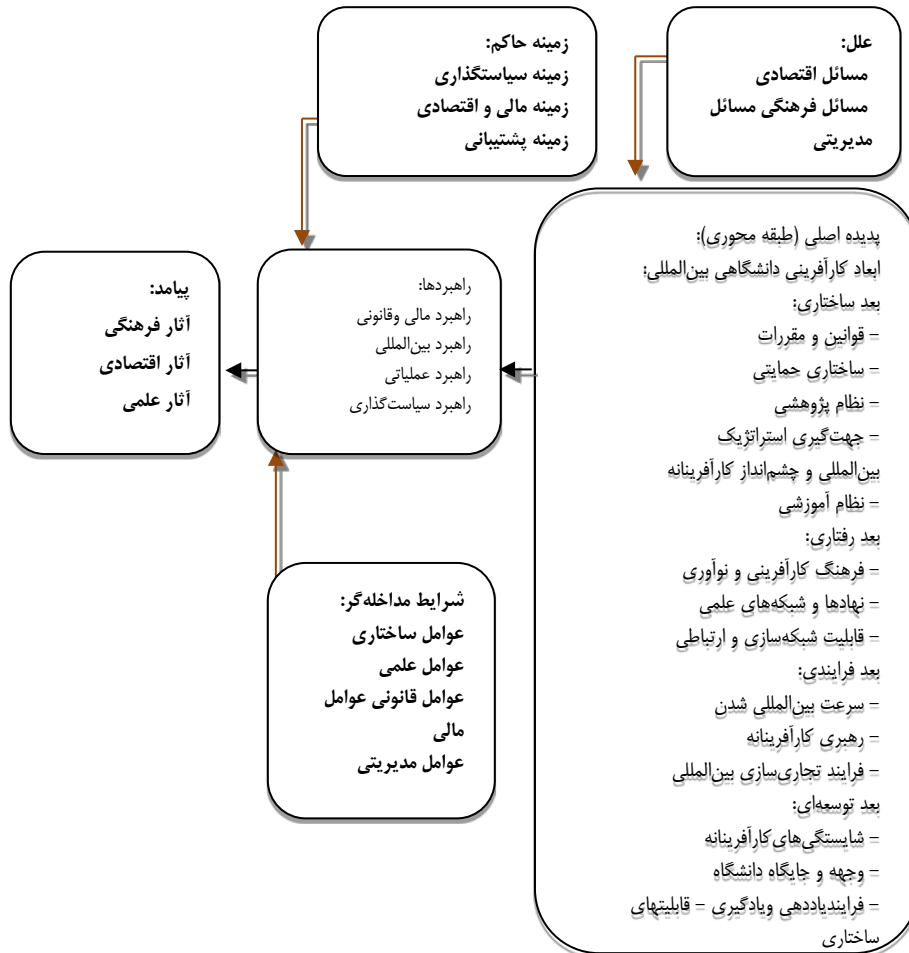 علل:
مسائل اقتصادی
مسائل فرهنگی مسائل
مدیریتی
زمینه حاکم:
زمینه سیاستگذاری
زمینه مالی و اقتصادی
زمینه پشتیبانی
پدیده اصلی (طبقه محوری):
ابعاد کارآفرینی دانشگاهی بین‌المللی:
بعد ساختاری:
- قوانین و مقررات
- ساختاری حمایتی
- نظام پژوهشی
- جهت‌گیری استراتژیک
بین‌المللی و چشم‌انداز کارآفرینانه
- نظام آموزشی
بعد رفتاری:
- فرهنگ کارآفرینی و نوآوری
- نهادها و شبکه‌های علمی
- قابلیت شبکه‌سازی و ارتباطی
بعد فرایندی:
- سرعت بین‌المللی شدن
- رهبری کارآفرینانه
- فرایند تجاری‌سازی بین‌المللی
بعد توسعه‌ای:
- شایستگی‌های‌کارآفرینانه
- وجهه و جایگاه دانشگاه
- فرایندیاددهی ویادگیری - قابلیتهای
ساختاری
راهبردها:
راهبرد مالی وقانونی
راهبرد بین‌المللی
راهبرد عملیاتی
راهبرد سیاست‌گذاری
پیامد:
آثار فرهنگی
آثار اقتصادی
آثار علمی
شرایط مداخله‌گر:
عوامل ساختاری
عوامل علمی
عوامل قانونی عوامل
مالی
عوامل مدیریتی